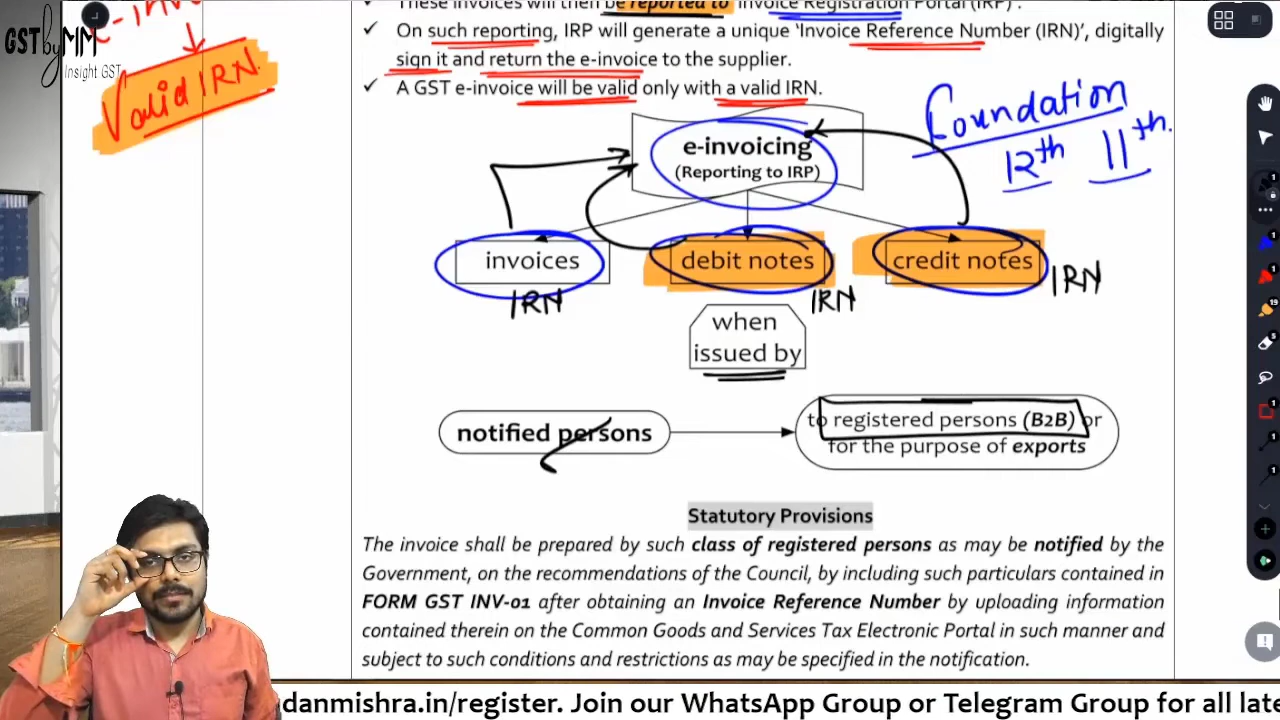 GSTbyMM
Insight GST
Valid IRN
These invoices will then be reported to Invoice Registration Portal (IRP) .
✓ On such reporting, IRP will generate a unique 'Invoice Reference Number (IRN)', digitally
sign it and return the e-invoice to the supplier.
✓ A GST e-invoice will be valid only with a valid IRN.
Foundation
12th 11th.
e-invoicing
(Reporting to IRP)
invoices debit notes credit notes
IRN IRN IRN
when
issued by
notified persons
to registered persons (B2B) or
for the purpose of exports
Statutory Provisions
The invoice shall be prepared by such class of registered persons as may be notified by the
Government, on the recommendations of the Council, by including such particulars contained in
FORM GST INV-01 after obtaining an Invoice Reference Number by uploading information
contained therein on the Common Goods and Services Tax Electronic Portal in such manner and
subject to such conditions and restrictions as may be specified in the notification.
danmishra.in/register. Join our WhatsApp Group or Telegram Group for all late